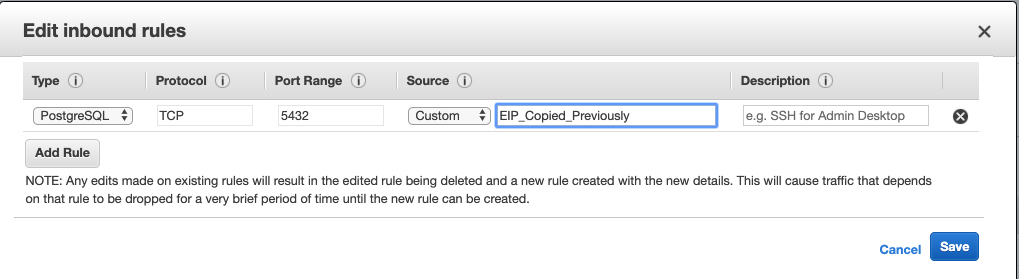 Edit inbound rules
Type i Protocol i Port Range i Source i Description i
PostgreSQL TCP 5432 Custom EIP_Copied_Previously e.g. SSH for Admin Desktop
Add Rule
NOTE: Any edits made on existing rules will result in the edited rule being deleted and a new rule created with the new details. This will cause traffic that depends
on that rule to be dropped for a very brief period of time until the new rule can be created.
Cancel Save